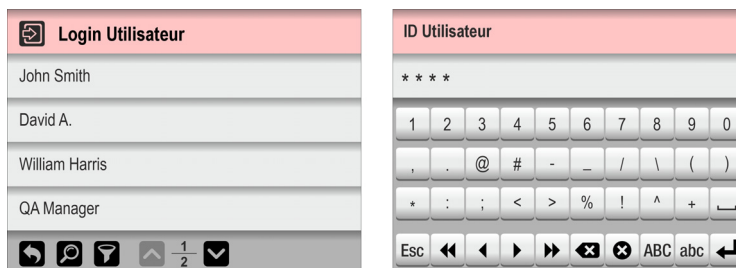 Login Utilisateur
John Smith
David A.
William Harris
QA Manager
1/2
ID Utilisateur
* * * *
1 2 3 4 5 6 7 8 9 0
, . @ # - _ / \ ( )
* : ; < > % ! ^ +
Esc ABC abc